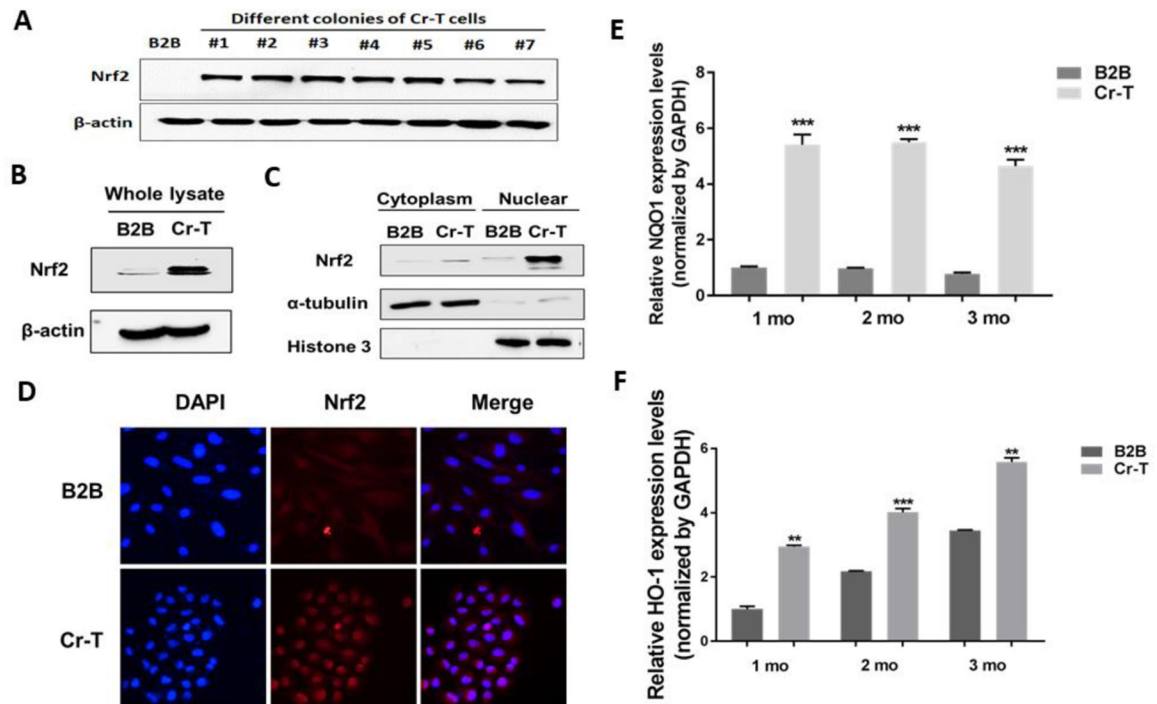 A
Different colonies of Cr-T cells
B2B #1 #2 #3 #4 #5 #6 #7
Nrf2
β-actin
B
Whole lysate
B2B Cr-T
Nrf2
β-actin
C
Cytoplasm Nuclear
B2B Cr-T B2B Cr-T
Nrf2
α-tubulin
Histone 3
D
DAPI Nrf2 Merge
B2B
Cr-T
E
Relative NQO1 expression levels
(normalized by GAPDH)
8
6
4
2
0
*** *** ***
1 mo 2 mo 3 mo
B2B
Cr-T
F
Relative HO-1 expression levels
(normalized by GAPDH)
6
4
2
0
** *** **
1 mo 2 mo 3 mo
B2B
Cr-T